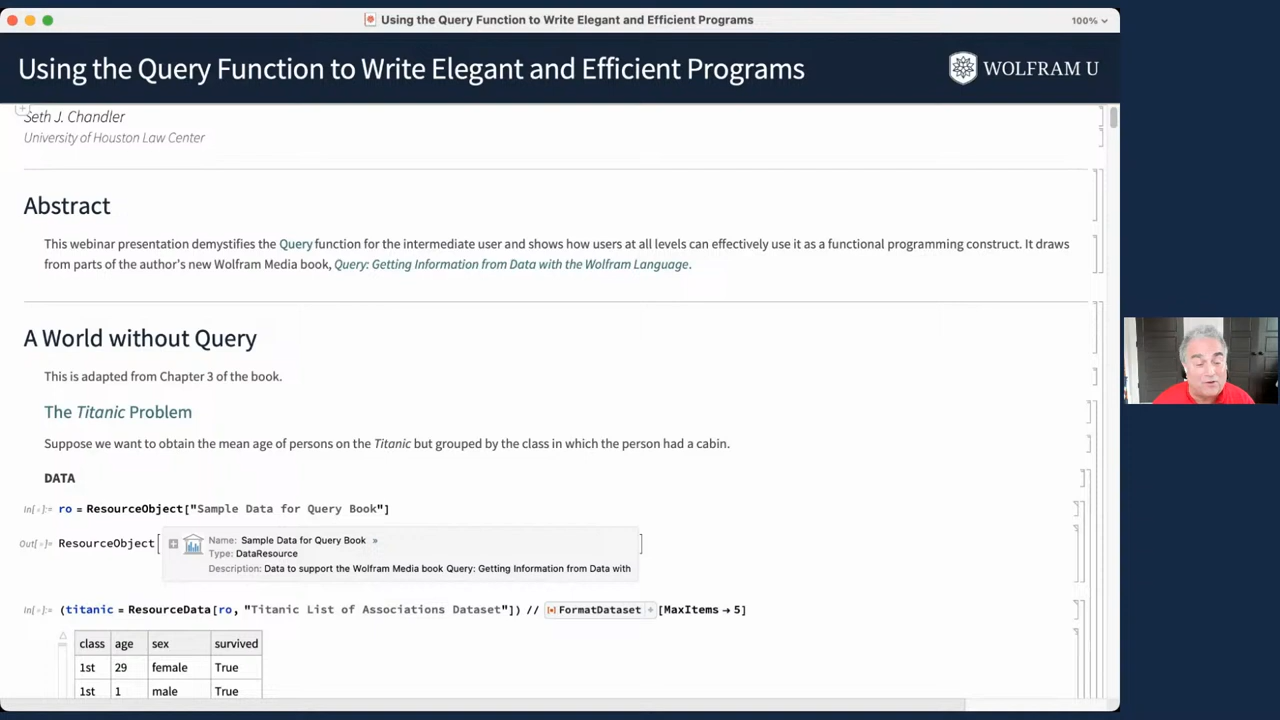 Using the Query Function to Write Elegant and Efficient Programs
100%
Using the Query Function to Write Elegant and Efficient Programs
WOLFRAM U
Seth J. Chandler
University of Houston Law Center
Abstract
This webinar presentation demystifies the Query function for the intermediate user and shows how users at all levels can effectively use it as a functional programming construct. It draws
from parts of the author's new Wolfram Media book, Query: Getting Information from Data with the Wolfram Language.
A World without Query
This is adapted from Chapter 3 of the book.
The Titanic Problem
Suppose we want to obtain the mean age of persons on the Titanic but grouped by the class in which the person had a cabin.
DATA
In[•]:= ro = ResourceObject["Sample Data for Query Book"]
Out[•]= ResourceObject[
Name: Sample Data for Query Book »
Type: DataResource
Description: Data to support the Wolfram Media book Query: Getting Information from Data with
]
In[•]:= (titanic = ResourceData[ro, "Titanic List of Associations Dataset"]) // FormatDataset [MaxItems → 5]
class age sex survived
1st 29 female True
1st 1 male True